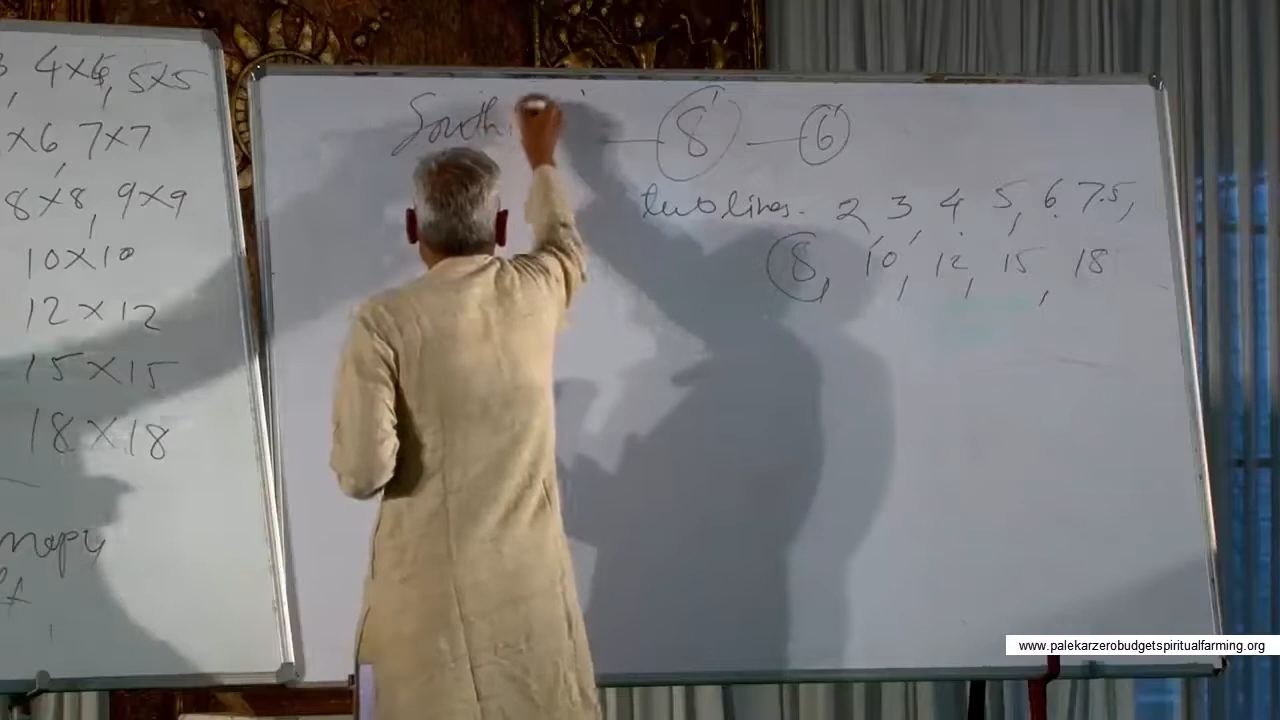 4×4, 5×5
×6, 7×7
8×8, 9×9
10×10
12×12
15×15
18×18
South. — 8' — 6'
two lines. 2, 3, 4, 5, 6, 7.5,
8, 10, 12, 15, 18
www.palekarzerobudgetspiritualfarming.org